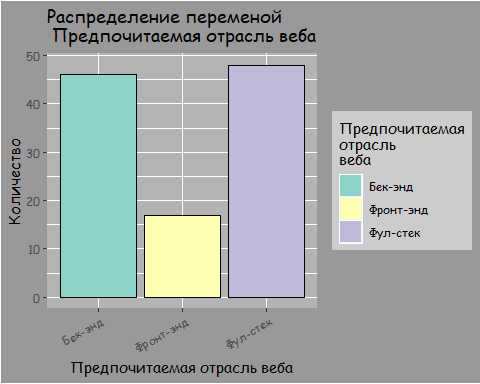 Распределение переменой
Предпочитаемая отрасль веба
Количество
50
40
30
20
10
0
Бек-энд
Фронт-энд
Фул-стек
Предпочитаемая отрасль веба
Предпочитаемая
отрасль
веба
Бек-энд
Фронт-энд
Фул-стек